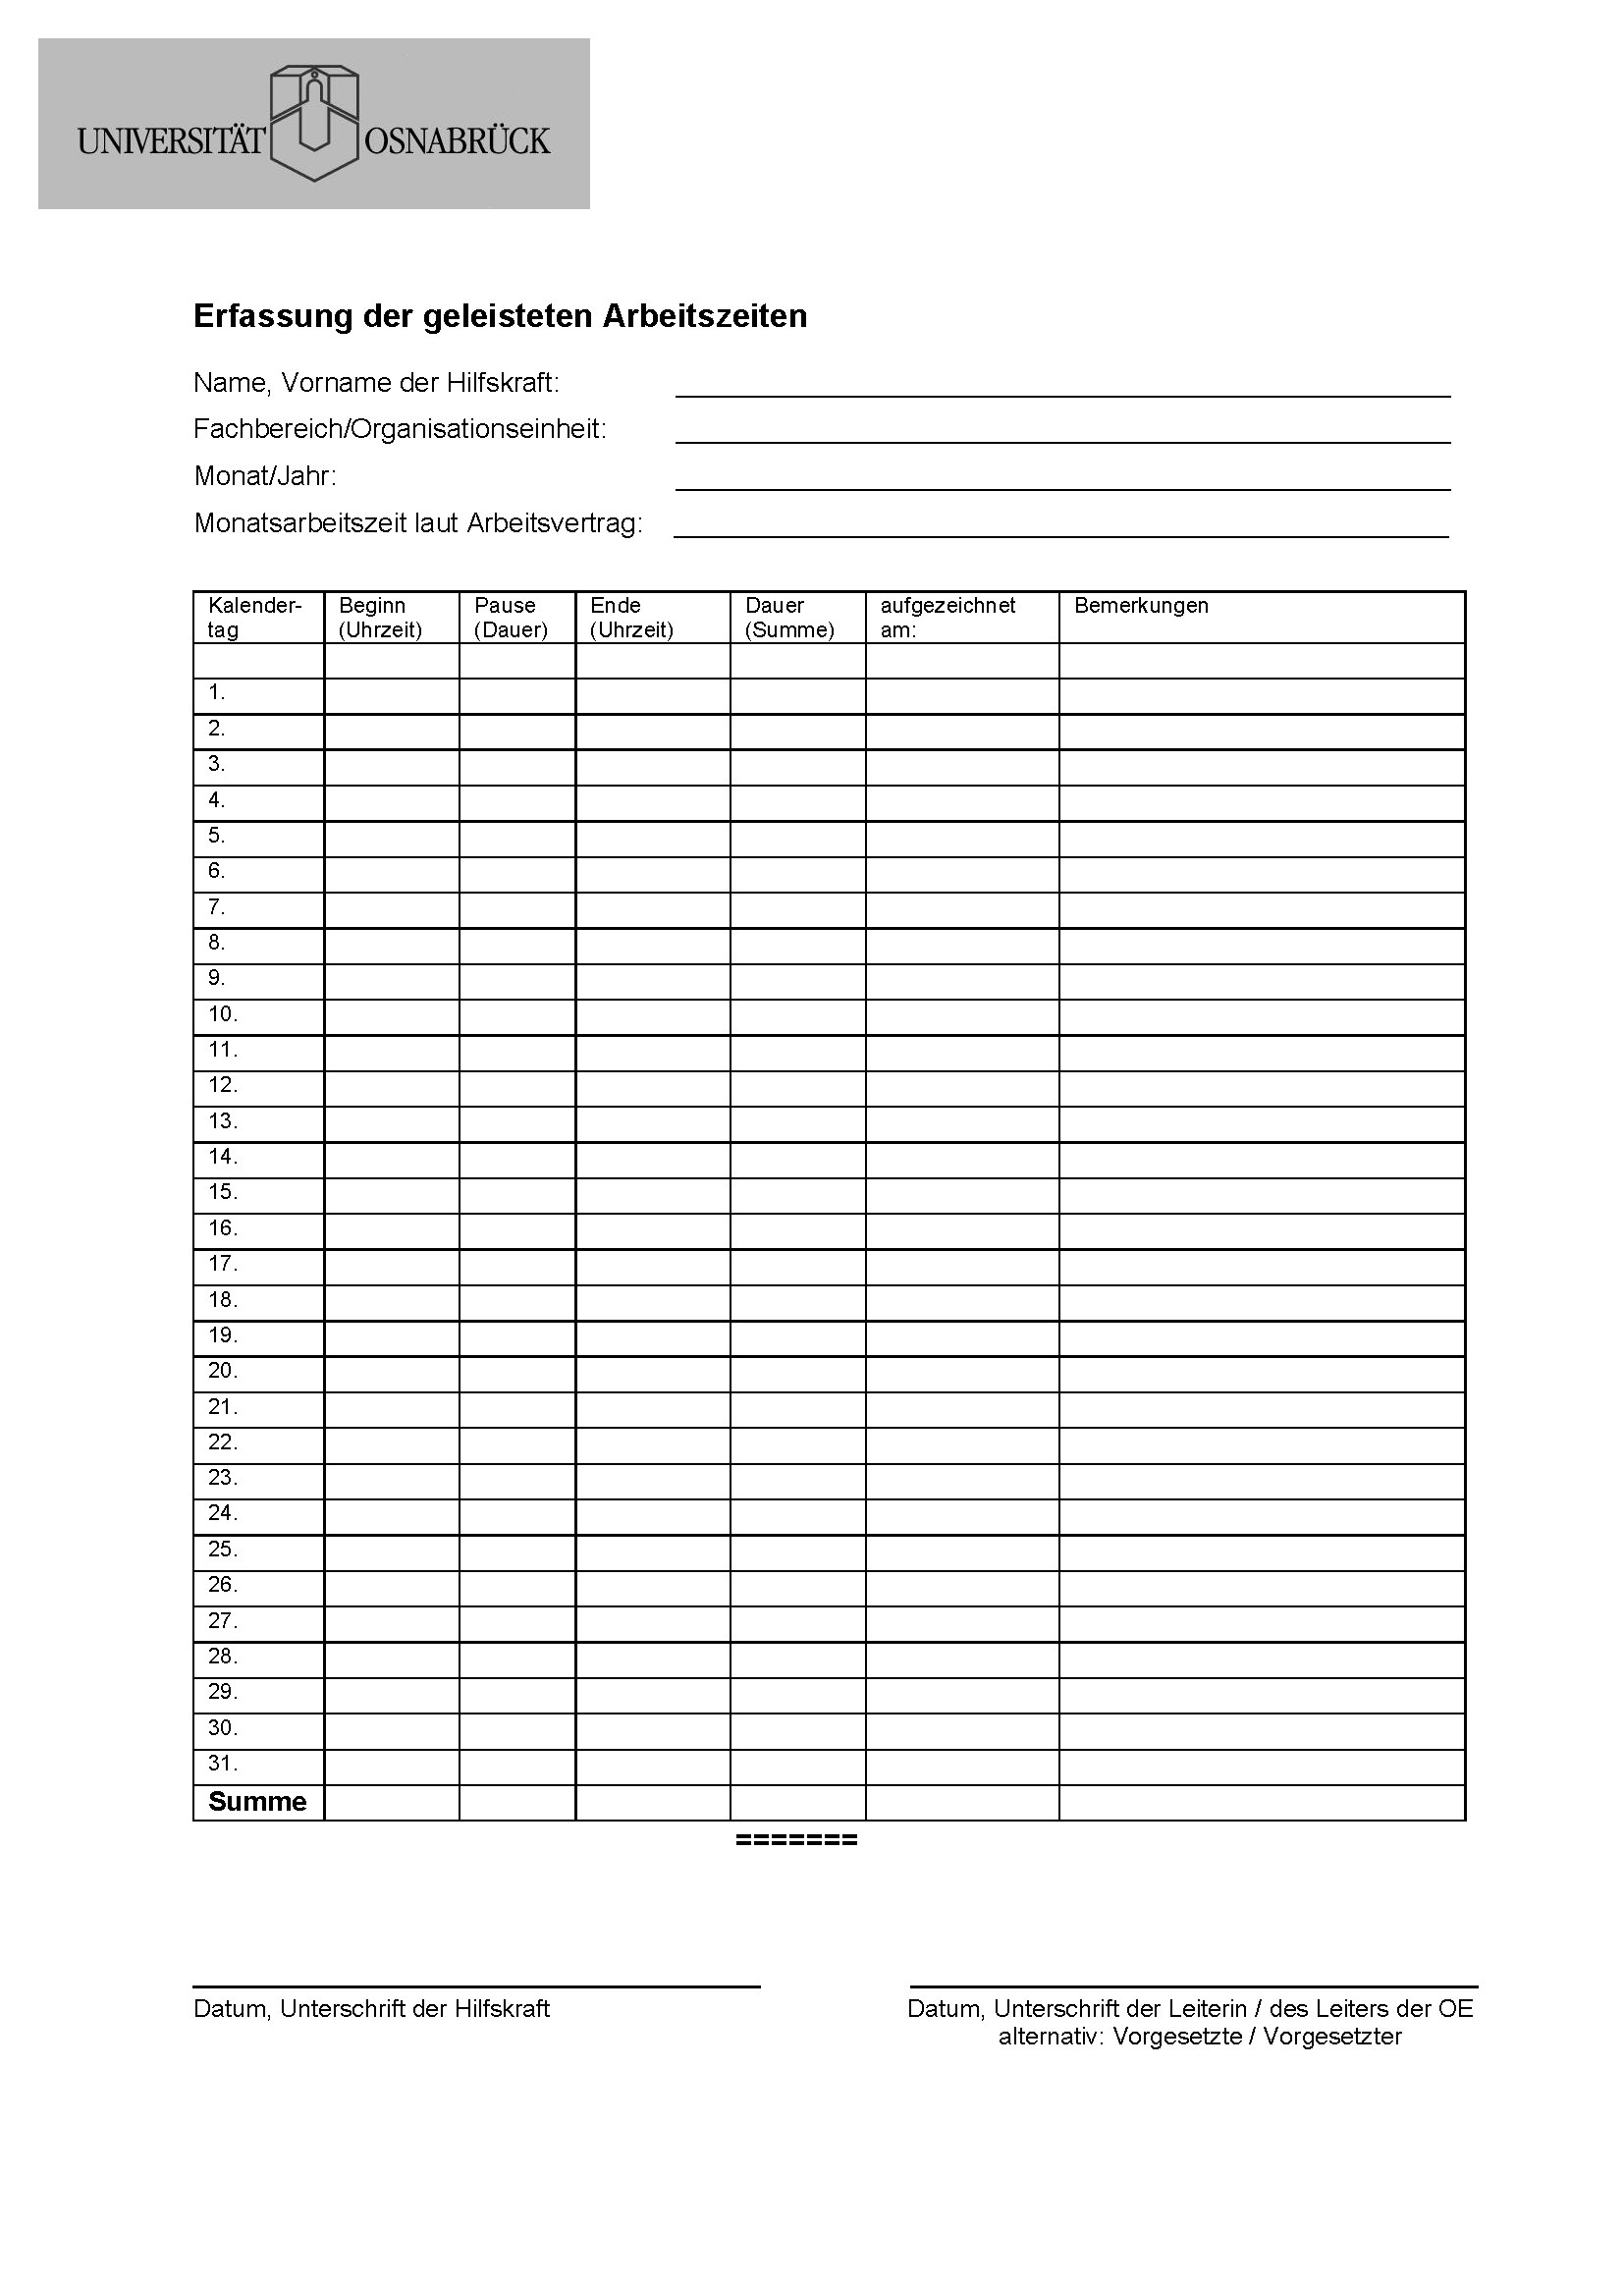 UNIVERSITÄT OSNABRÜCK
Erfassung der geleisteten Arbeitszeiten
Name, Vorname der Hilfskraft:
Fachbereich/Organisationseinheit:
Monat/Jahr:
Monatsarbeitszeit laut Arbeitsvertrag:
Kalender- Beginn Pause Ende Dauer aufgezeichnet Bemerkungen
tag (Uhrzeit) (Dauer) (Uhrzeit) (Summe) am:
1.
2.
3.
4.
5.
6.
7.
8.
9.
10.
11.
12.
13.
14.
15.
16.
17.
18.
19.
20.
21.
22.
23.
24.
25.
26.
27.
28.
29.
30.
31.
Summe
=======
Datum, Unterschrift der Hilfskraft Datum, Unterschrift der Leiterin / des Leiters der OE
alternativ: Vorgesetzte / Vorgesetzter